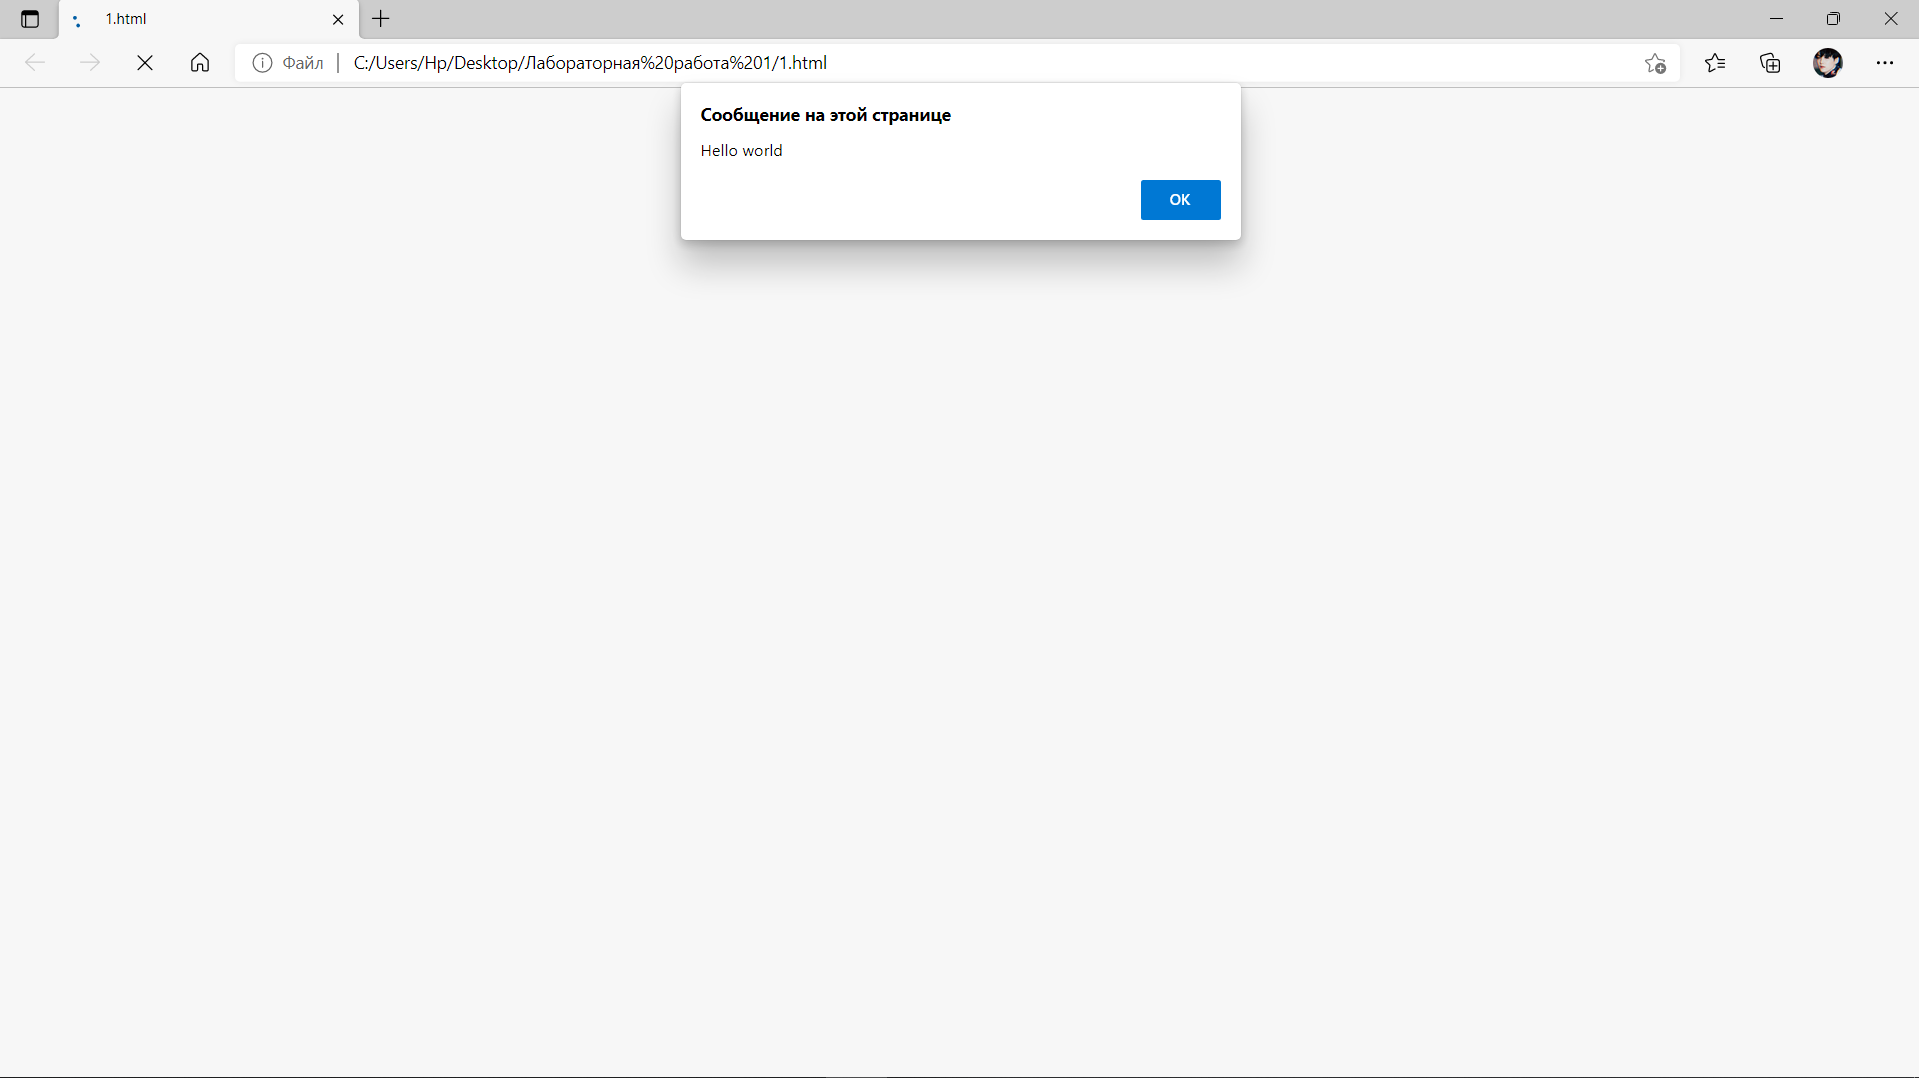 1.html
Файл
C:/Users/Hp/Desktop/Лабораторная%20работа%201/1.html
Сообщение на этой странице
Hello world
OK